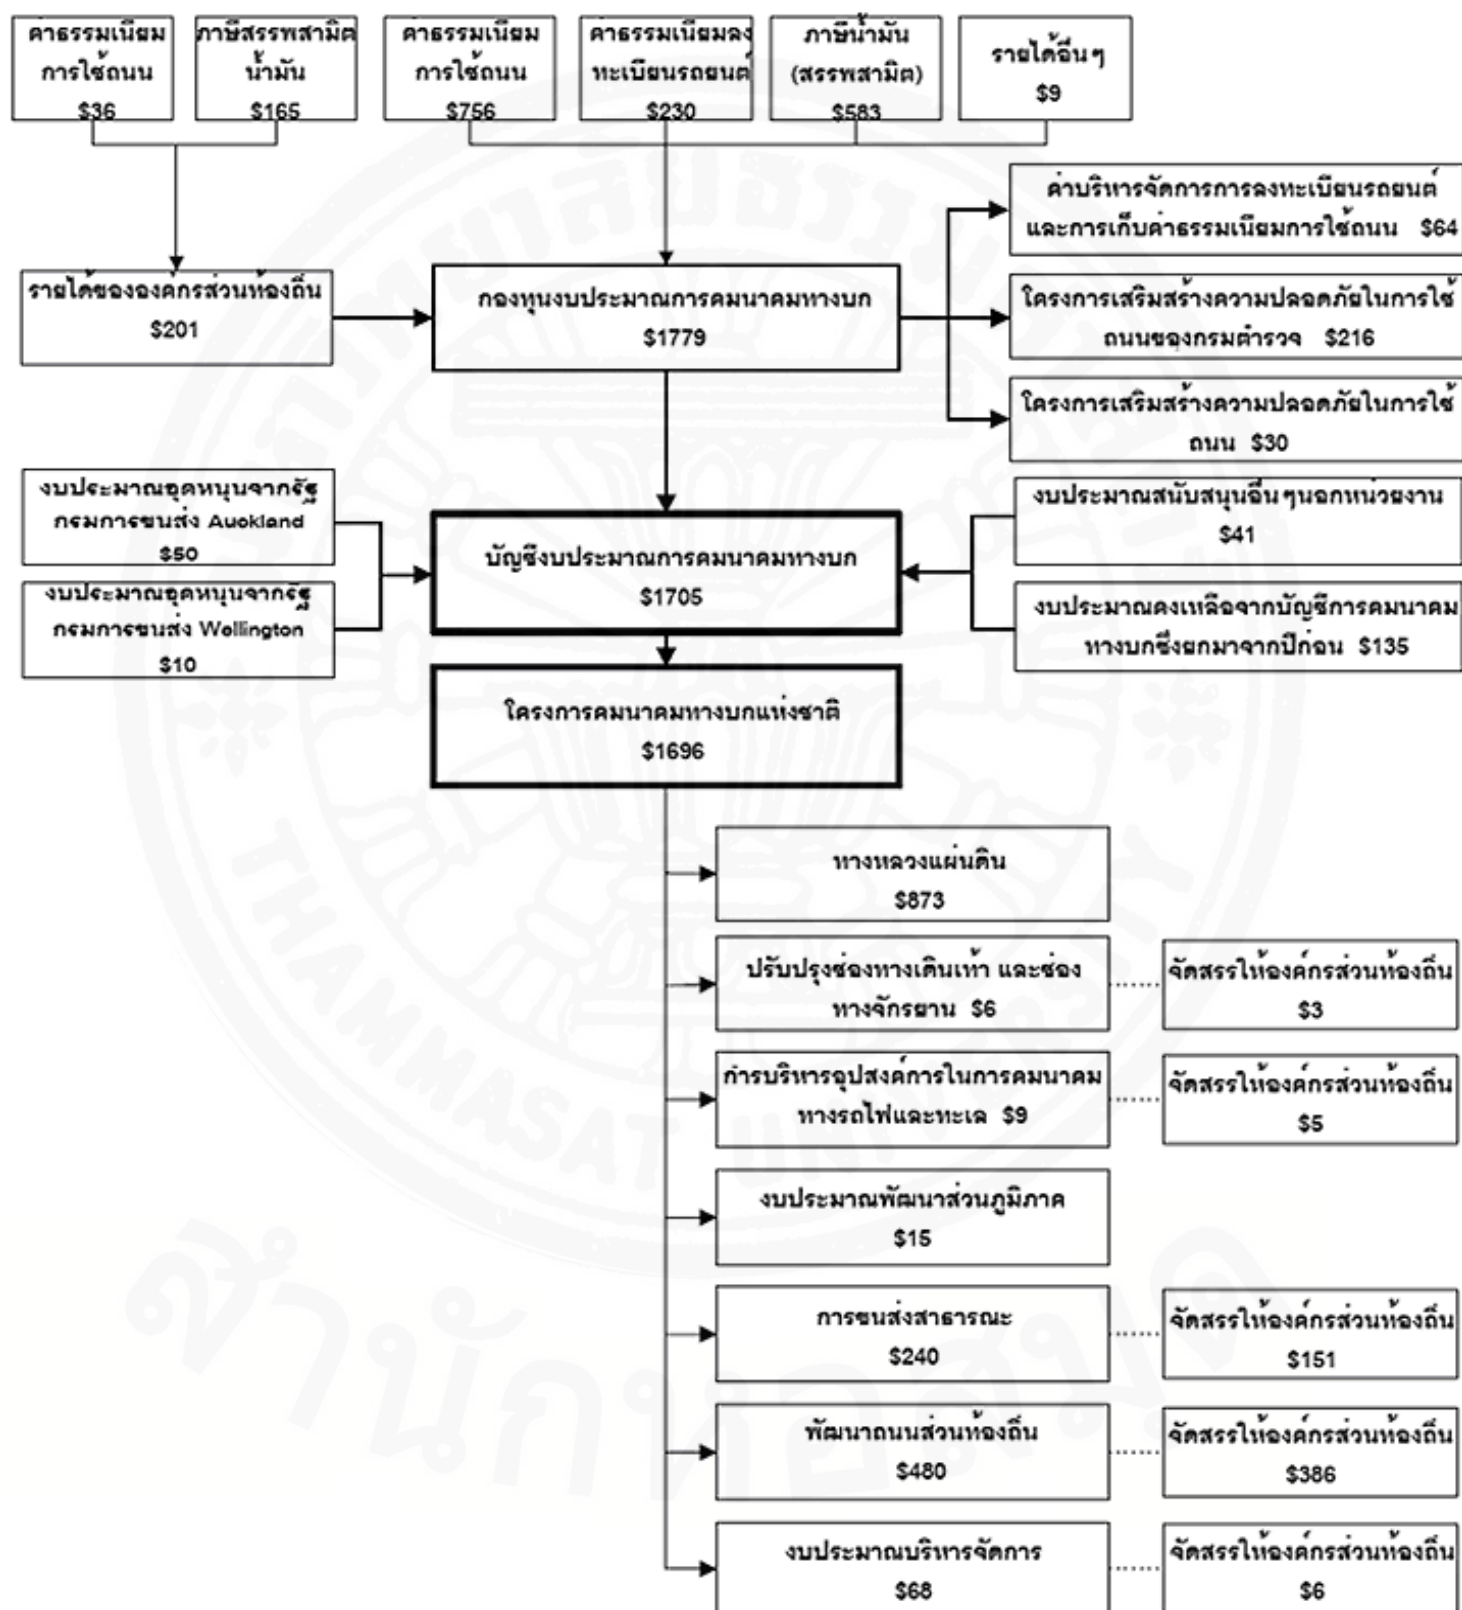 ค่าธรรมเนียม
การใช้ถนน
$36
ภาษีสรรพสามิต
น้ำมัน
$165
ค่าธรรมเนียม
การใช้ถนน
$756
ค่าธรรมเนียมลง
ทะเบียนรถยนต์
$230
ภาษีน้ำมัน
(สรรพสามิต)
$583
รายได้อื่นๆ
$9
ค่าบริหารจัดการการลงทะเบียนรถยนต์
และการเก็บค่าธรรมเนียมการใช้ถนน $64
รายได้ขององค์กรส่วนท้องถิ่น
$201
กองทุนงบประมาณการคมนาคมทางบก
$1779
โครงการเสริมสร้างความปลอดภัยในการใช้
ถนนของกรมตำรวจ $216
โครงการเสริมสร้างความปลอดภัยในการใช้
ถนน $30
งบประมาณอุดหนุนจากรัฐ
กรมการขนส่ง Auckland
$50
งบประมาณอุดหนุนจากรัฐ
กรมการขนส่ง Wellington
$10
บัญชีงบประมาณการคมนาคมทางบก
$1705
งบประมาณสนับสนุนอื่นๆนอกหน่วยงาน
$41
งบประมาณคงเหลือจากบัญชีการคมนาคม
ทางบกซึ่งยกมาจากปีก่อน $135
โครงการคมนาคมทางบกแห่งชาติ
$1696
ทางหลวงแผ่นดิน
$873
ปรับปรุงช่องทางเดินเท้า และช่อง
ทางจักรยาน $6
จัดสรรให้องค์กรส่วนท้องถิ่น
$3
การบริหารอุปสงค์การในการคมนาคม
ทางรถไฟและทะเล $9
จัดสรรให้องค์กรส่วนท้องถิ่น
$5
งบประมาณพัฒนาส่วนภูมิภาค
$15
การขนส่งสาธารณะ
$240
จัดสรรให้องค์กรส่วนท้องถิ่น
$151
พัฒนาถนนส่วนท้องถิ่น
$480
จัดสรรให้องค์กรส่วนท้องถิ่น
$386
งบประมาณบริหารจัดการ
$68
จัดสรรให้องค์กรส่วนท้องถิ่น
$6
THAMMASAT UNIVERSITY
สำนักหอสมุด